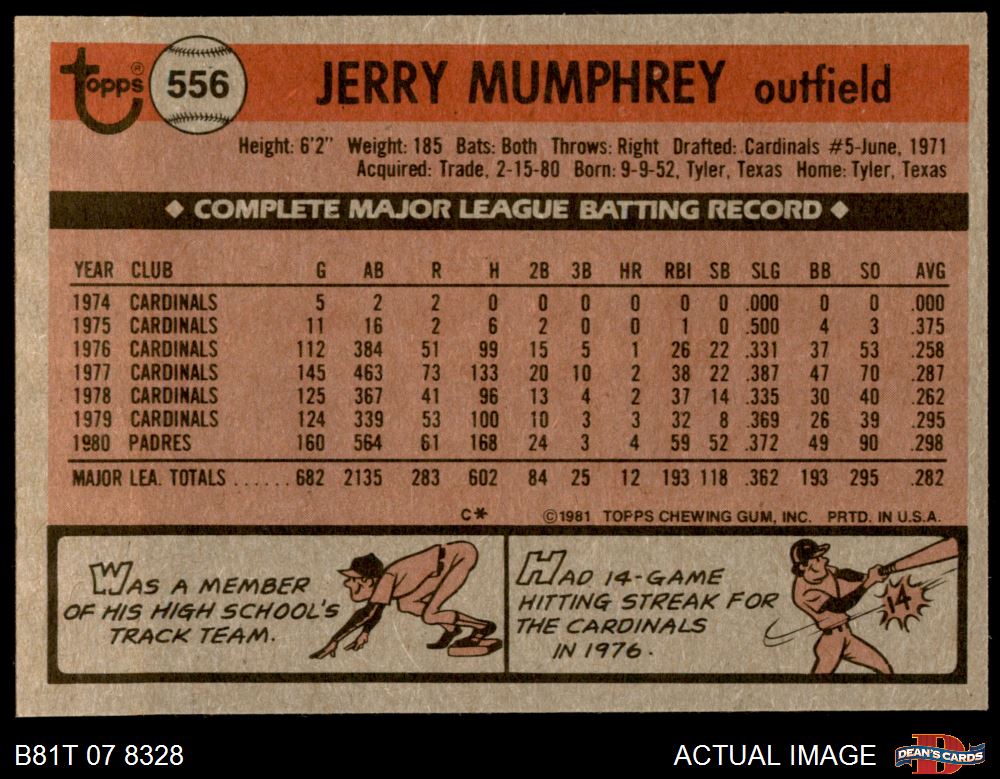 topps® 556 JERRY MUMPHREY outfield
Height: 6'2" Weight: 185 Bats: Both Throws: Right Drafted: Cardinals #5-June, 1971
Acquired: Trade, 2-15-80 Born: 9-9-52, Tyler, Texas Home: Tyler, Texas
◆ COMPLETE MAJOR LEAGUE BATTING RECORD ◆
YEAR CLUB G AB R H 2B 3B HR RBI SB SLG BB SO AVG
1974 CARDINALS 5 2 2 0 0 0 0 0 0 .000 0 0 .000
1975 CARDINALS 11 16 2 6 2 0 0 1 0 .500 4 3 .375
1976 CARDINALS 112 384 51 99 15 5 1 26 22 .331 37 53 .258
1977 CARDINALS 145 463 73 133 20 10 2 38 22 .387 47 70 .287
1978 CARDINALS 125 367 41 96 13 4 2 37 14 .335 30 40 .262
1979 CARDINALS 124 339 53 100 10 3 3 32 8 .369 26 39 .295
1980 PADRES 160 564 61 168 24 3 4 59 52 .372 49 90 .298
MAJOR LEA. TOTALS ...... 682 2135 283 602 84 25 12 193 118 .362 193 295 .282
C* ©1981 TOPPS CHEWING GUM, INC. PRTD. IN U.S.A.
WAS A MEMBER
OF HIS HIGH SCHOOL'S
TRACK TEAM.
HAD 14-GAME
HITTING STREAK FOR
THE CARDINALS
IN 1976.
14
B81T 07 8328 ACTUAL IMAGE D DEAN'S CARDS